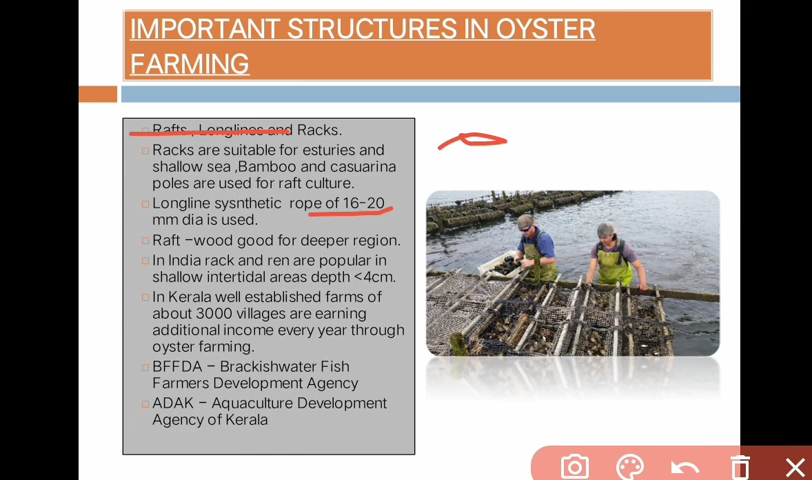 IMPORTANT STRUCTURES IN OYSTER
FARMING
Rafts , Longlines and Racks.
Racks are suitable for esturies and
shallow sea ,Bamboo and casuarina
poles are used for raft culture.
Longline sysnthetic rope of 16-20
mm dia is used.
Raft –wood good for deeper region.
In India rack and ren are popular in
shallow intertidal areas depth <4cm.
In Kerala well established farms of
about 3000 villages are earning
additional income every year through
oyster farming.
BFFDA – Brackishwater Fish
Farmers Development Agency
ADAK – Aquaculture Development
Agency of Kerala